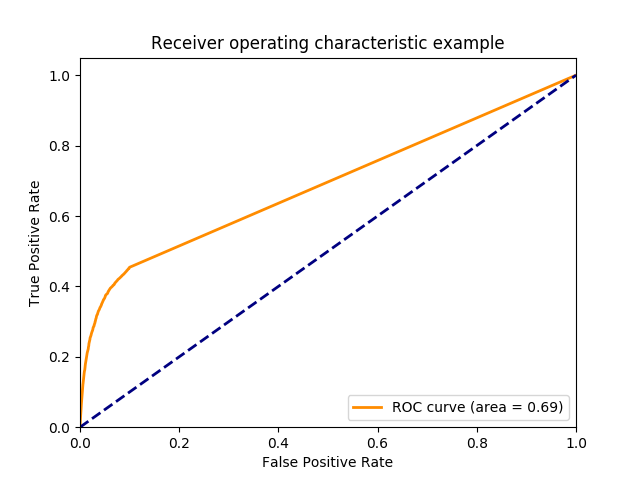 Receiver operating characteristic example
1.0
0.8
0.6
0.4
0.2
0.0
True Positive Rate
ROC curve (area = 0.69)
0.0 0.2 0.4 0.6 0.8 1.0
False Positive Rate